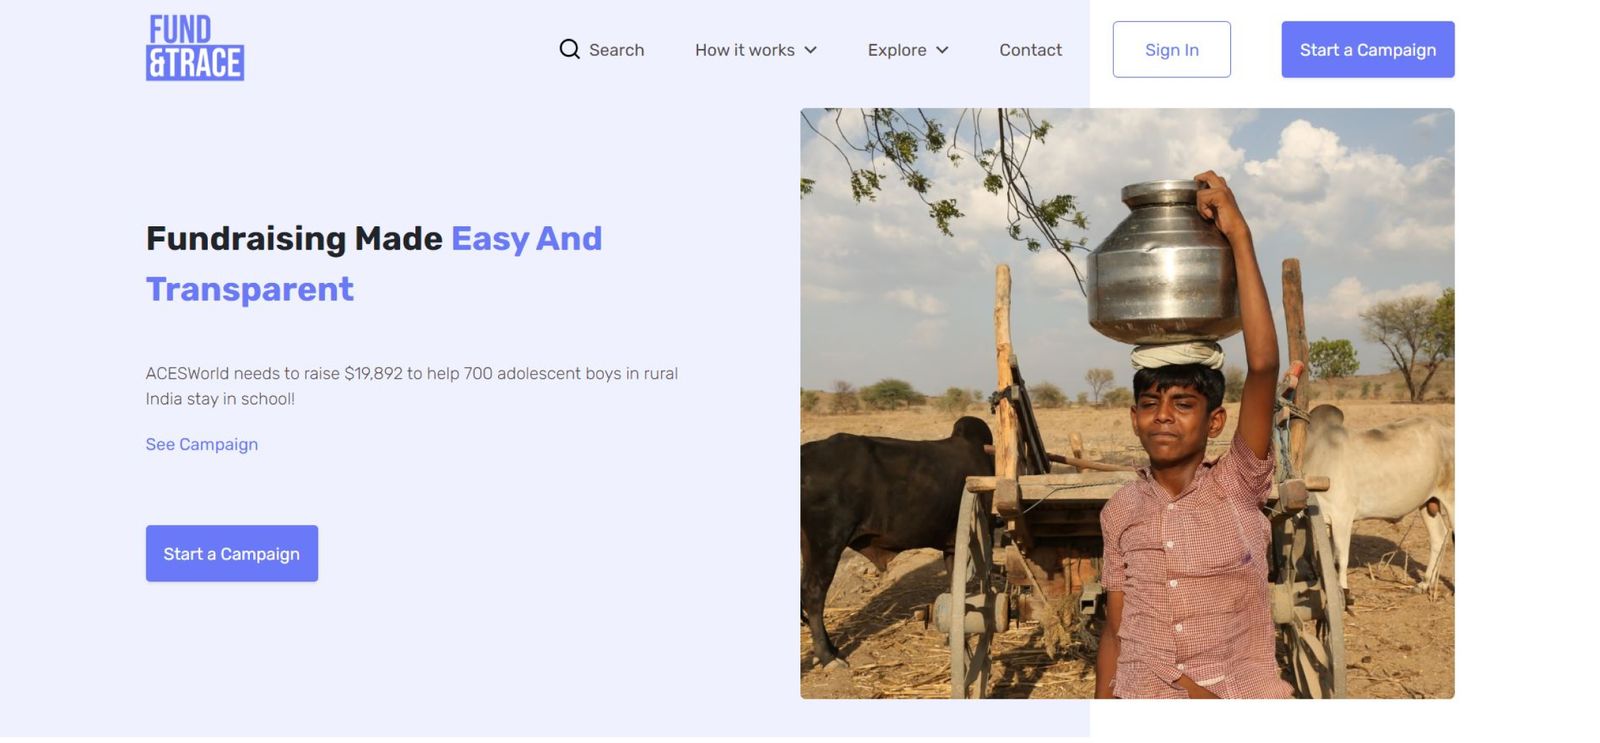 FUND
&TRACE
Search
How it works
Explore
Contact
Sign In
Start a Campaign
Fundraising Made Easy And
Transparent
ACESWorld needs to raise $19,892 to help 700 adolescent boys in rural
India stay in school!
See Campaign
Start a Campaign